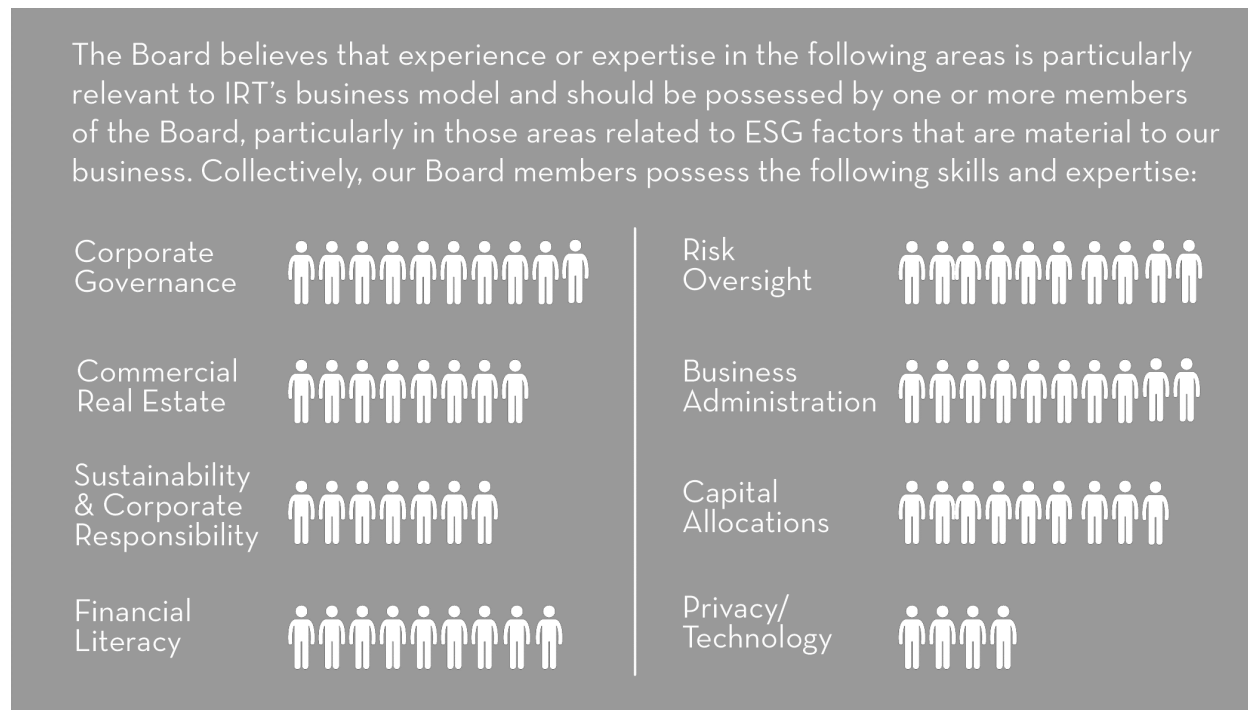 The Board believes that experience or expertise in the following areas is particularly
relevant to IRT’s business model and should be possessed by one or more members
of the Board, particularly in those areas related to ESG factors that are material to our
business. Collectively, our Board members possess the following skills and expertise:
Corporate
Governance
Commercial
Real Estate
Sustainability
& Corporate
Responsibility
Financial
Literacy
Risk
Oversight
Business
Administration
Capital
Allocations
Privacy/
Technology